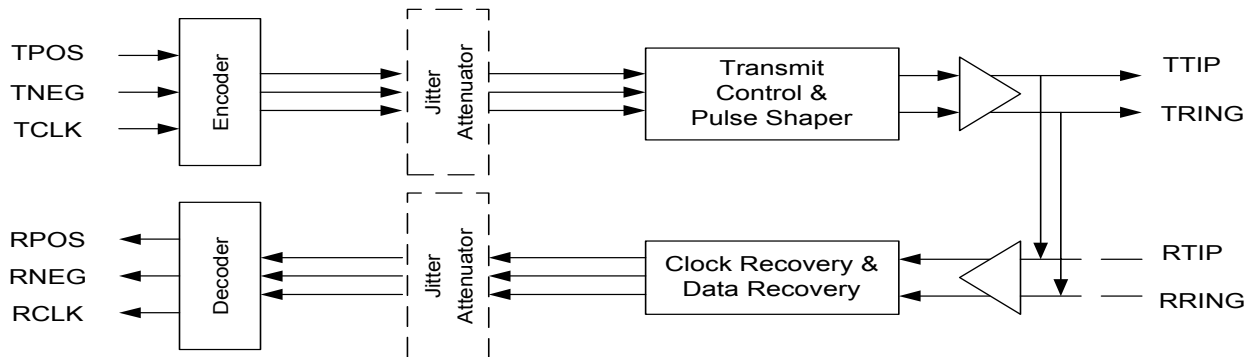 TPOS
TNEG
TCLK
Encoder
Jitter
Attenuator
Transmit
Control &
Pulse Shaper
TTIP
TRING
RPOS
RNEG
RCLK
Decoder
Jitter
Attenuator
Clock Recovery &
Data Recovery
RTIP
RRING